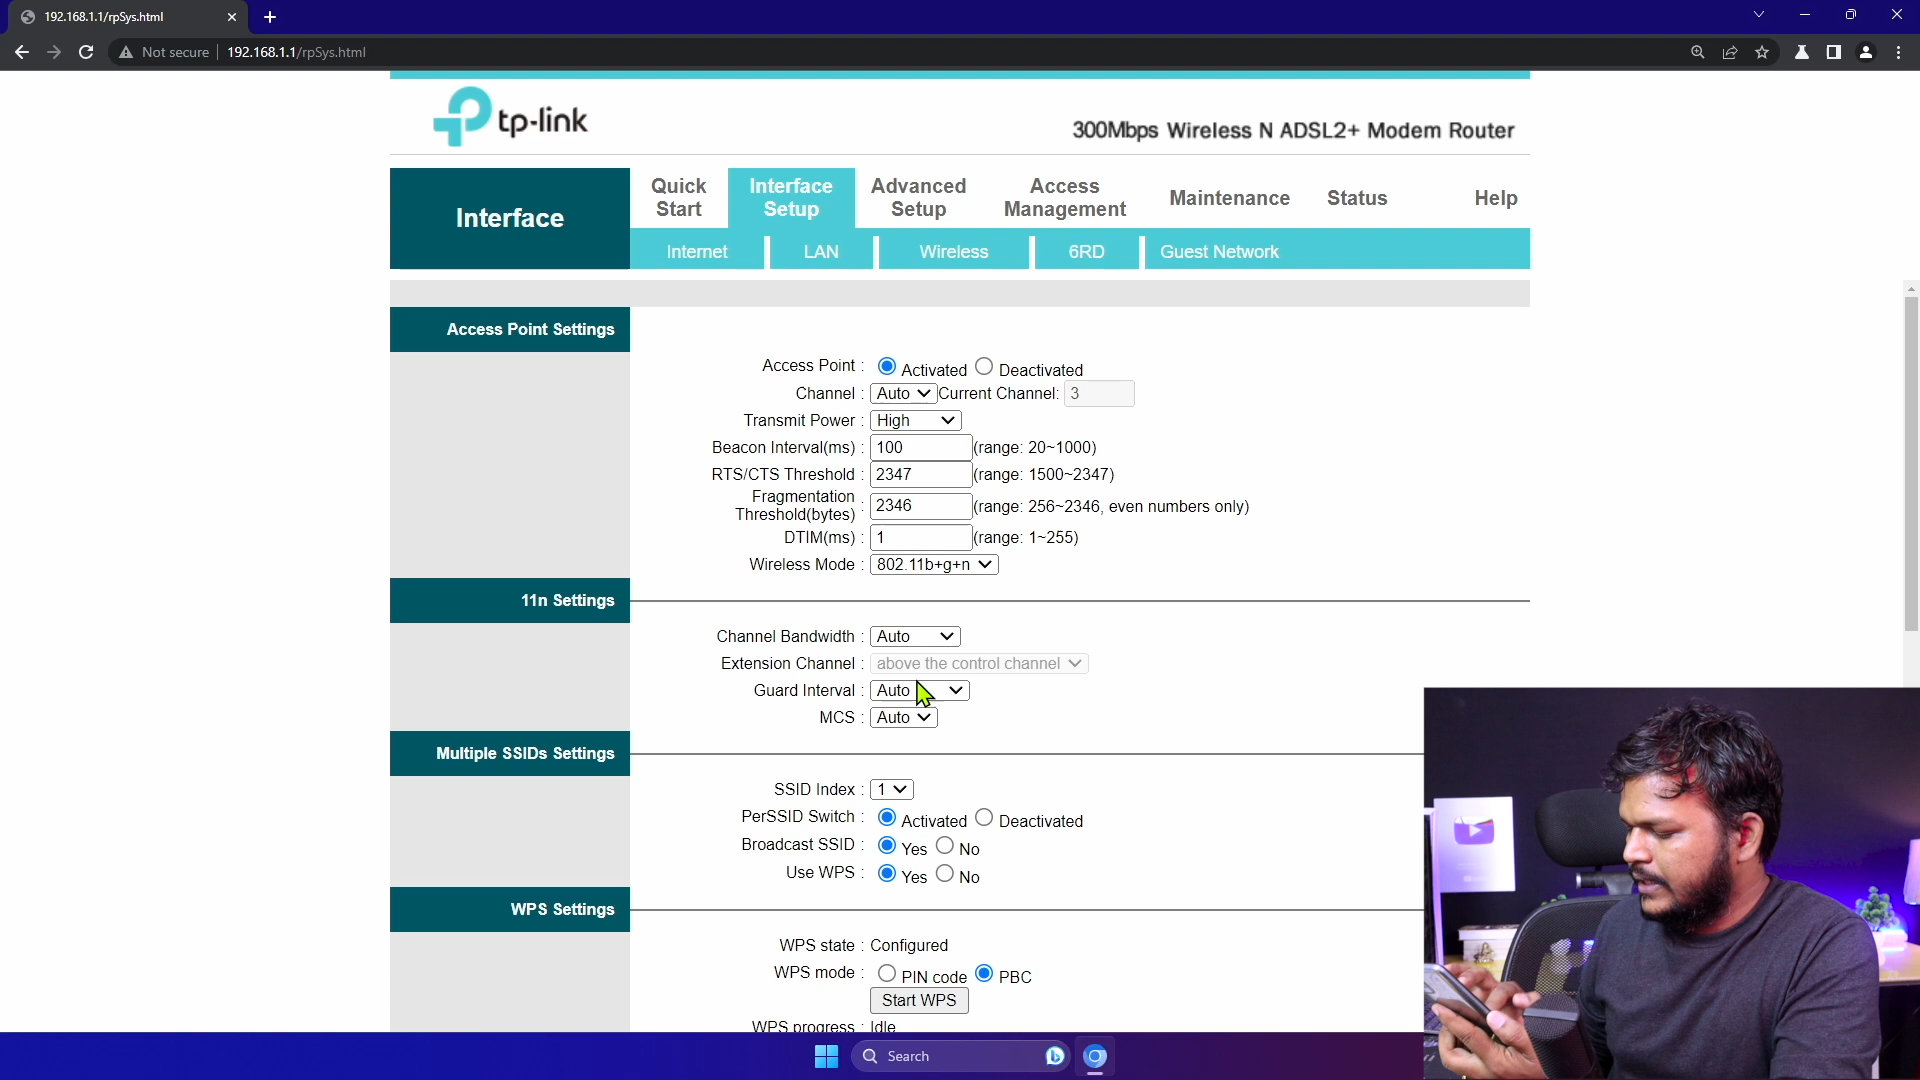 192.168.1.1/rpSys.html
Not secure
192.168.1.1/rpSys.html
tp-link
300Mbps Wireless N ADSL2+ Modem Router
Interface
Quick Start
Interface Setup
Advanced Setup
Access Management
Maintenance
Status
Help
Internet
LAN
Wireless
6RD
Guest Network
Access Point Settings
Access Point : Activated Deactivated
Channel : Auto Current Channel: 3
Transmit Power : High
Beacon Interval(ms) : 100 (range: 20~1000)
RTS/CTS Threshold : 2347 (range: 1500~2347)
Fragmentation
Threshold(bytes) : 2346 (range: 256~2346, even numbers only)
DTIM(ms) : 1 (range: 1~255)
Wireless Mode : 802.11b+g+n
11n Settings
Channel Bandwidth : Auto
Extension Channel : above the control channel
Guard Interval : Auto
MCS : Auto
Multiple SSIDs Settings
SSID Index : 1
PerSSID Switch : Activated Deactivated
Broadcast SSID : Yes No
Use WPS : Yes No
WPS Settings
WPS state : Configured
WPS mode : PIN code PBC
Start WPS
WPS progress : Idle
Search